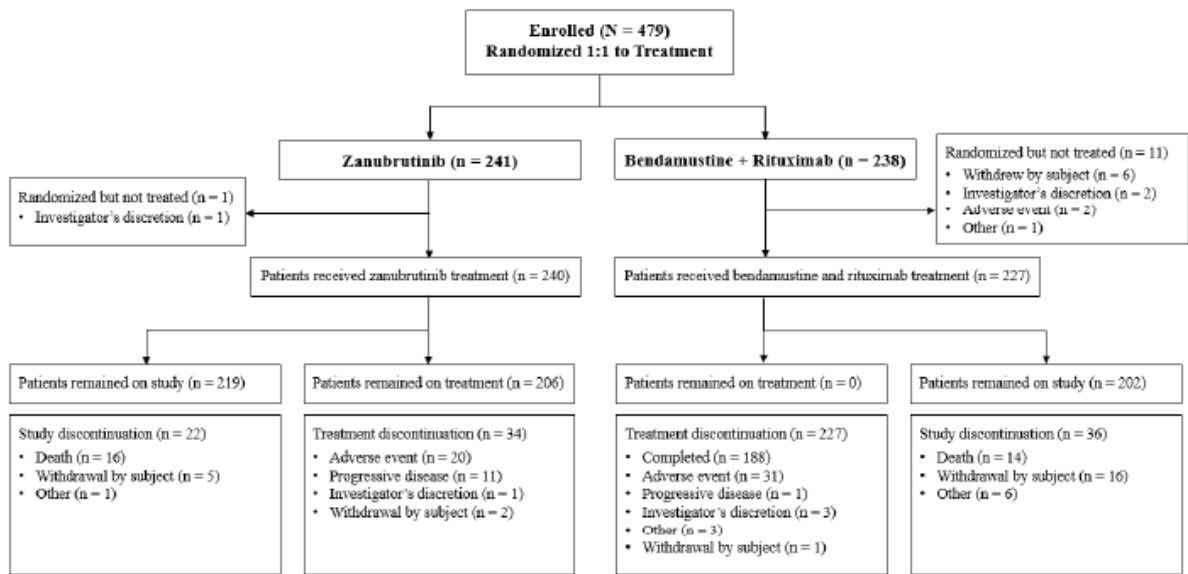 Enrolled (N = 479)
Randomized 1:1 to Treatment
Zanubrutinib (n = 241)
Bendamustine + Rituximab (n = 238)
Randomized but not treated (n = 11)
• Withdrew by subject (n = 6)
• Investigator's discretion (n = 2)
• Adverse event (n = 2)
• Other (n = 1)
Randomized but not treated (n = 1)
• Investigator's discretion (n = 1)
Patients received zanubrutinib treatment (n = 240)
Patients received bendamustine and rituximab treatment (n = 227)
Patients remained on study (n = 219)
Patients remained on treatment (n = 206)
Patients remained on treatment (n = 0)
Patients remained on study (n = 202)
Study discontinuation (n = 22)
• Death (n = 16)
• Withdrawal by subject (n = 5)
• Other (n = 1)
Treatment discontinuation (n = 34)
• Adverse event (n = 20)
• Progressive disease (n = 11)
• Investigator's discretion (n = 1)
• Withdrawal by subject (n = 2)
Treatment discontinuation (n = 227)
• Completed (n = 188)
• Adverse event (n = 31)
• Progressive disease (n = 1)
• Investigator's discretion (n = 3)
• Other (n = 3)
• Withdrawal by subject (n = 1)
Study discontinuation (n = 36)
• Death (n = 14)
• Withdrawal by subject (n = 16)
• Other (n = 6)